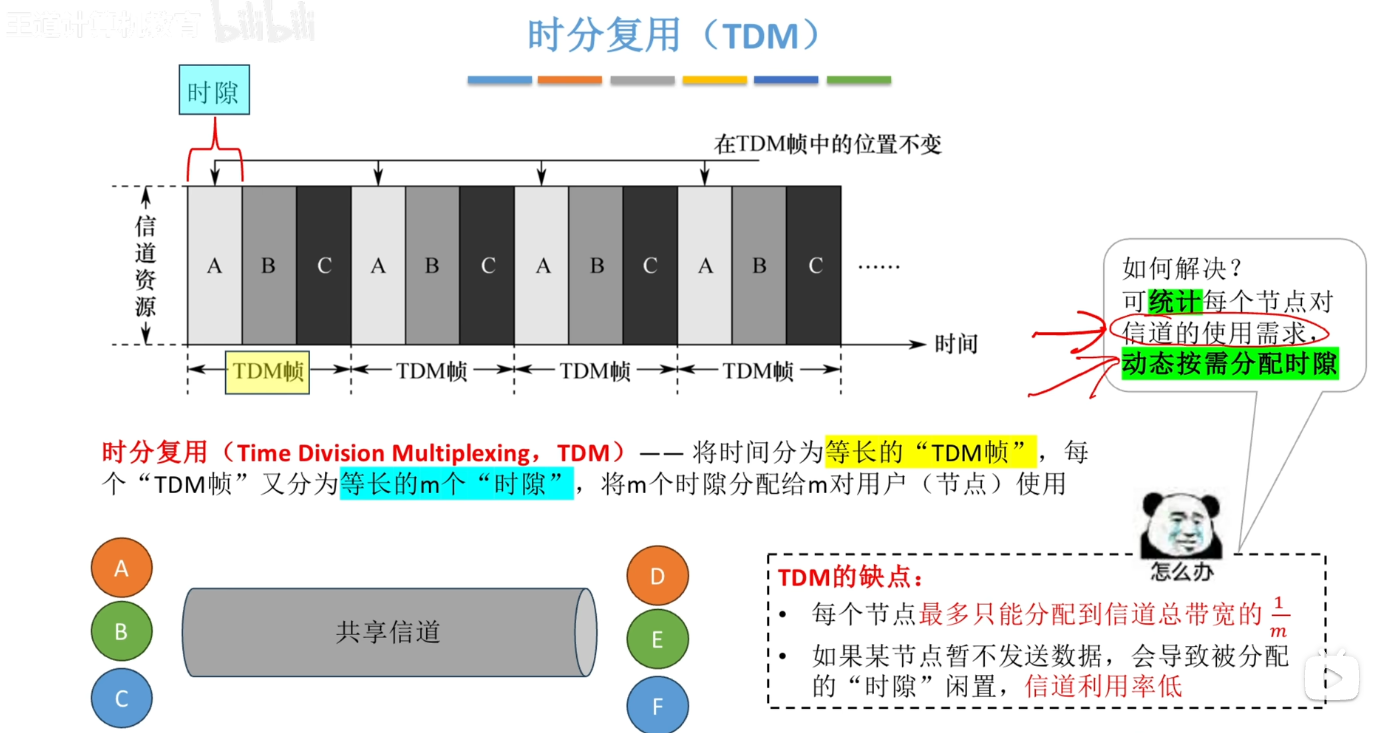 王道计算机教育 bilibili
时分复用（TDM）
时隙
在TDM帧中的位置不变
信道资源
A B C A B C A B C A B C ……
时间
TDM帧 TDM帧 TDM帧 TDM帧
如何解决？
可统计每个节点对
信道的使用需求，
动态按需分配时隙
时分复用（Time Division Multiplexing，TDM）—— 将时间分为等长的“TDM帧”，每
个“TDM帧”又分为等长的m个“时隙”，将m个时隙分配给m对用户（节点）使用
A
B
C
共享信道
D
E
F
怎么办
TDM的缺点：
• 每个节点最多只能分配到信道总带宽的 1/m
• 如果某节点暂不发送数据，会导致被分配
的“时隙”闲置，信道利用率低